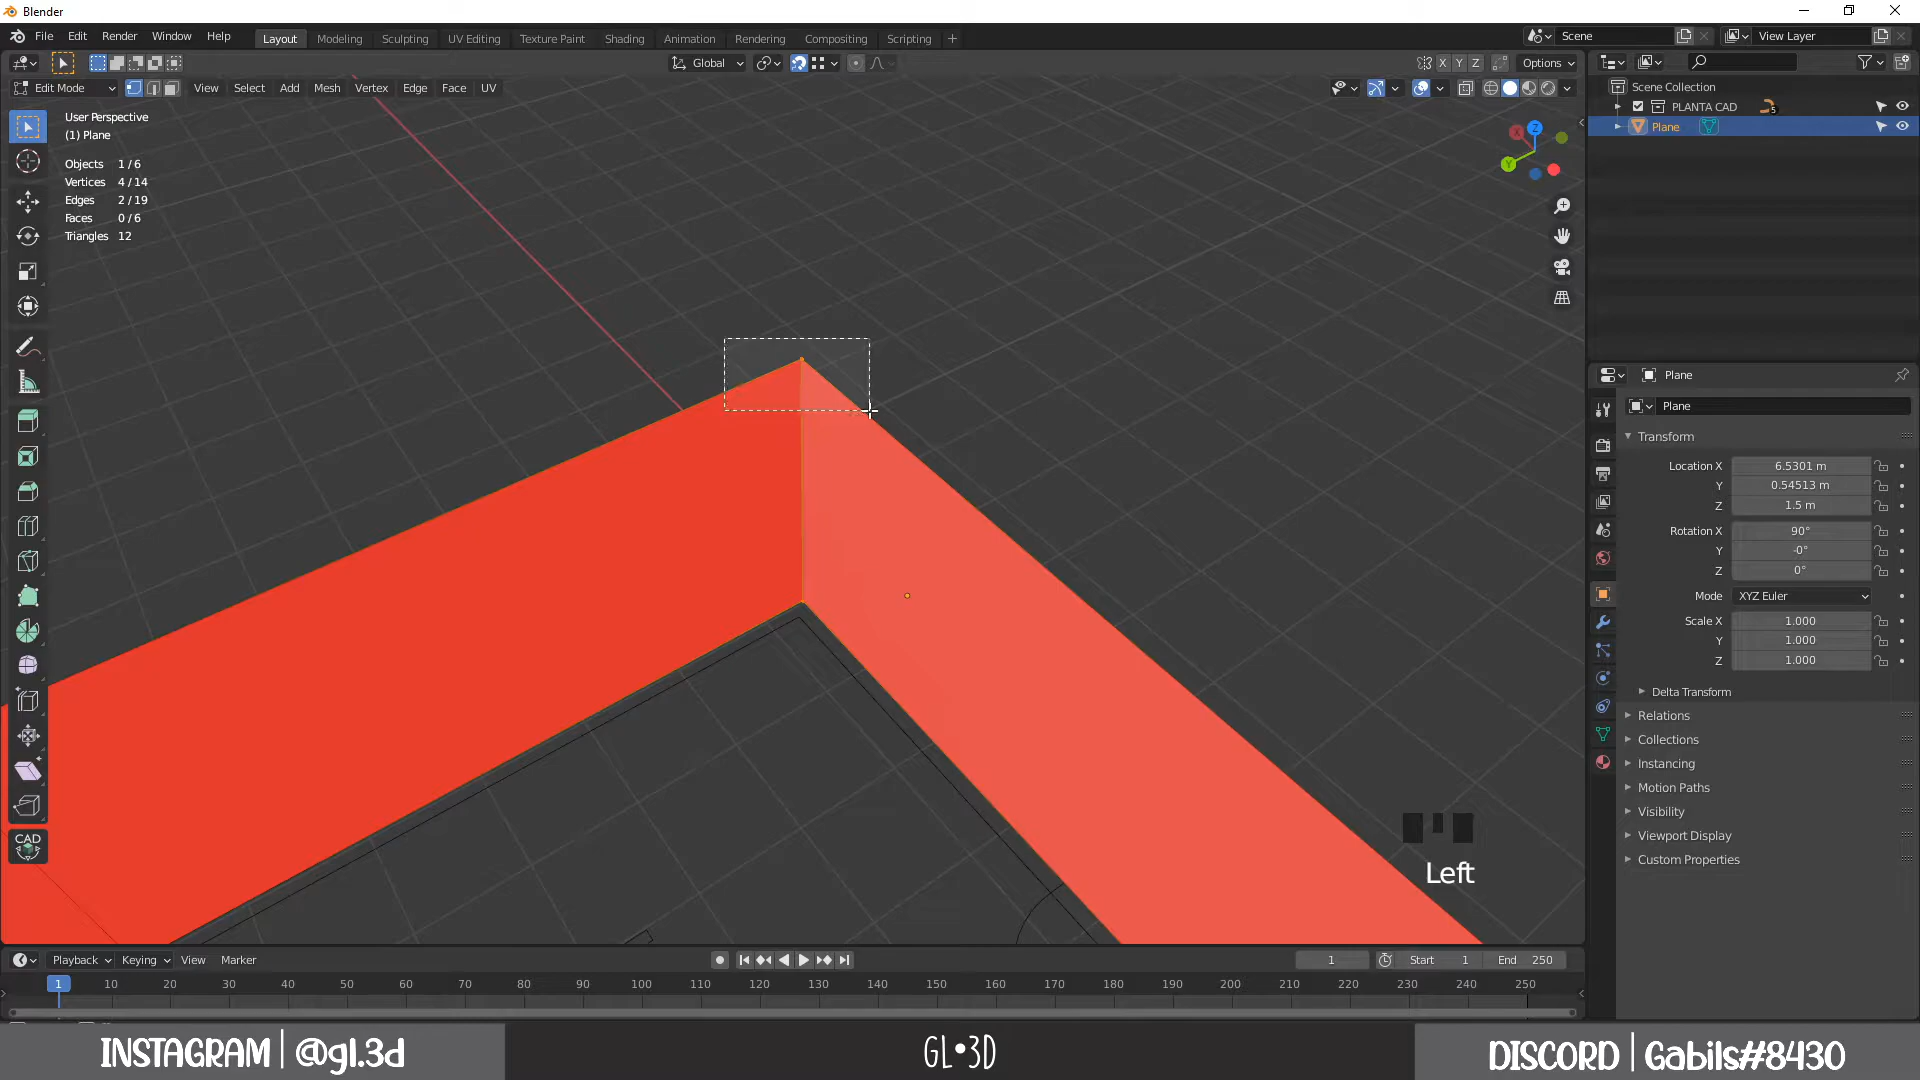 Blender
File Edit Render Window Help
Layout Modeling Sculpting UV Editing Texture Paint Shading Animation Rendering Compositing Scripting +
Scene
View Layer
Global
X Y Z Options
Edit Mode View Select Add Mesh Vertex Edge Face UV
User Perspective
(1) Plane
Objects 1 / 6
Vertices 4 / 14
Edges 2 / 19
Faces 0 / 6
Triangles 12
Z
X
Y
CAD
Left
Scene Collection
PLANTA CAD 5
Plane
Plane
Plane
Transform
Location X 6.5301 m
Y 0.54513 m
Z 1.5 m
Rotation X 90°
Y -0°
Z 0°
Mode XYZ Euler
Scale X 1.000
Y 1.000
Z 1.000
Delta Transform
Relations
Collections
Instancing
Motion Paths
Visibility
Viewport Display
Custom Properties
Playback Keying View Marker
1 Start 1 End 250
1 10 20 30 40 50 60 70 80 90 100 110 120 130 140 150 160 170 180 190 200 210 220 230 240 250
INSTAGRAM | @gl.3d
GL•3D
DISCORD | Gabils#8430